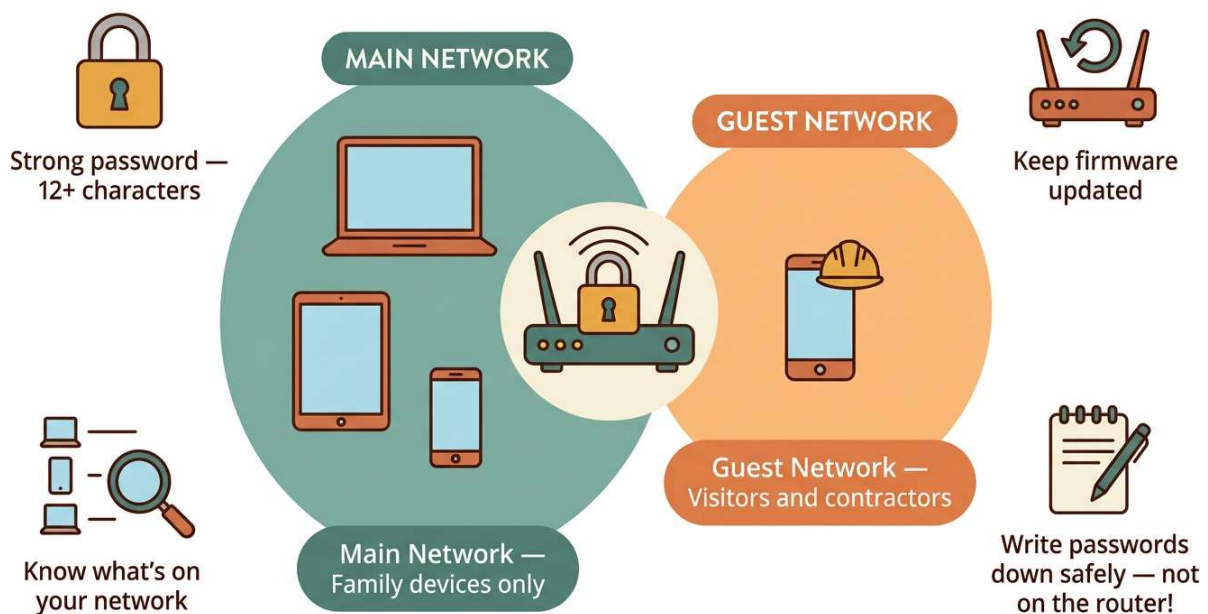 MAIN NETWORK
GUEST NETWORK
Strong password —
12+ characters
Keep firmware
updated
Guest Network —
Visitors and contractors
Main Network —
Family devices only
Know what's on
your network
Write passwords
down safely — not
on the router!